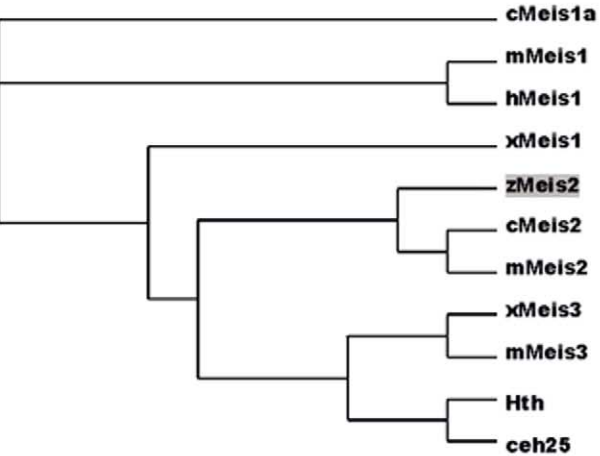 cMeis1a
mMeis1
hMeis1
xMeis1
zMeis2
cMeis2
mMeis2
xMeis3
mMeis3
Hth
ceh25